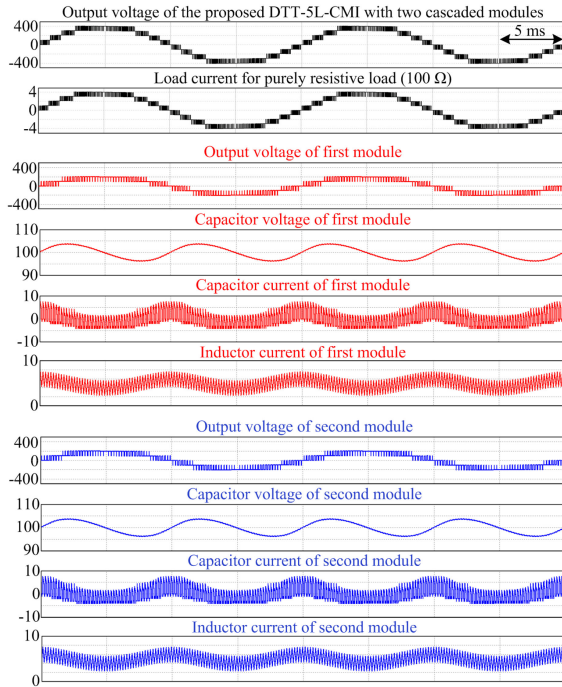 Output voltage of the proposed DTT-5L-CMI with two cascaded modules
400
0
-400
5 ms
Load current for purely resistive load (100 Ω)
4
0
-4
Output voltage of first module
400
0
-400
Capacitor voltage of first module
110
100
90
Capacitor current of first module
10
0
-10
Inductor current of first module
10
0
Output voltage of second module
400
0
-400
Capacitor voltage of second module
110
100
90
Capacitor current of second module
10
0
-10
Inductor current of second module
10
0